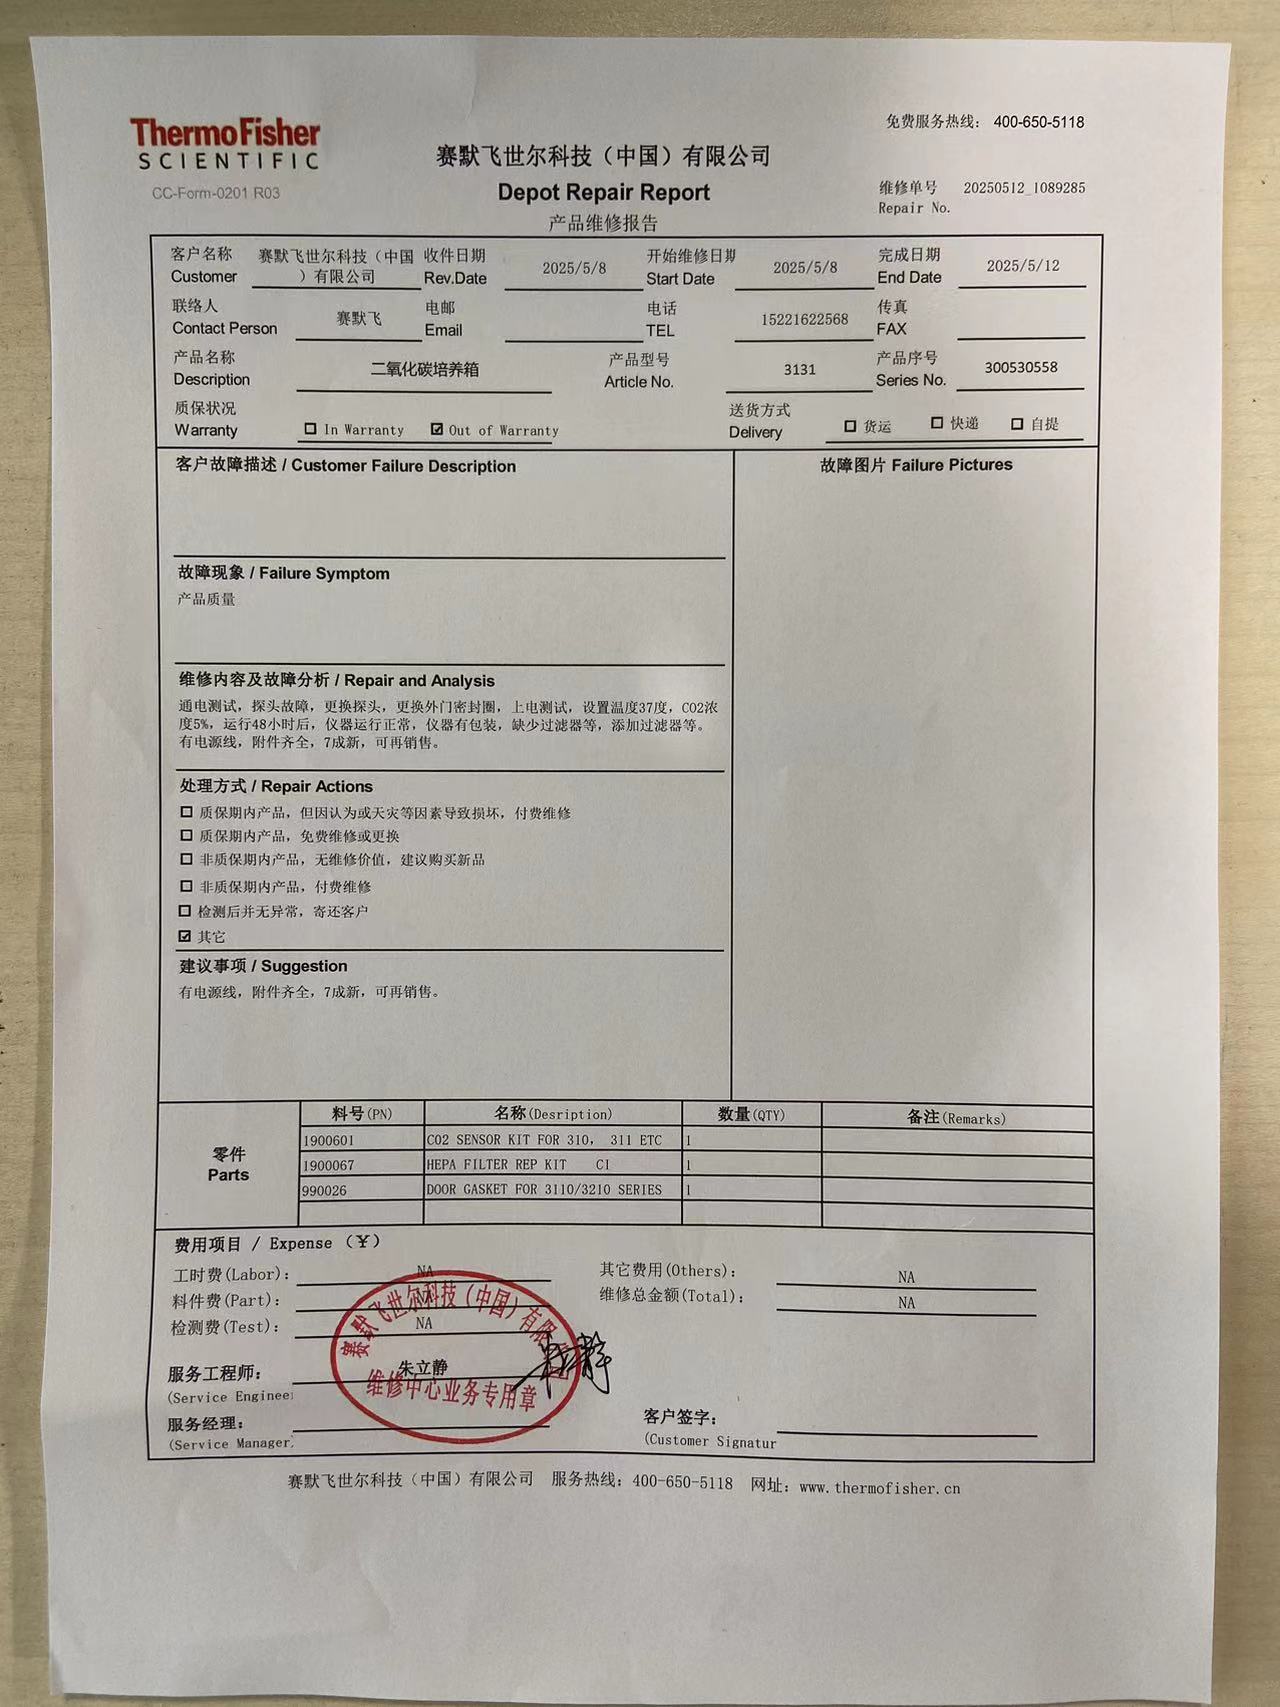 ThermoFisher
SCIENTIFIC
CC-Form-0201 R03
免费服务热线： 400-650-5118
赛默飞世尔科技（中国）有限公司
Depot Repair Report
产品维修报告
维修单号 20250512_1089285
Repair No.
客户名称 赛默飞世尔科技（中国）有限公司 收件日期 2025/5/8 开始维修日期 2025/5/8 完成日期 2025/5/12
Customer Rev.Date Start Date End Date
联络人 赛默飞 电邮 电话 15221622568 传真
Contact Person Email TEL FAX
产品名称 二氧化碳培养箱 产品型号 3131 产品序号 300530558
Description Article No. Series No.
质保状况 送货方式
Warranty In Warranty Out of Warranty Delivery 货运 快递 自提
客户故障描述 / Customer Failure Description
故障图片 Failure Pictures
故障现象 / Failure Symptom
产品质量
维修内容及故障分析 / Repair and Analysis
通电测试，探头故障，更换探头，更换外门密封圈，上电测试，设置温度37度，CO2浓
度5%，运行48小时后，仪器运行正常，仪器有包装，缺少过滤器等，添加过滤器等。
有电源线，附件齐全，7成新，可再销售。
处理方式 / Repair Actions
质保期内产品，但因认为或天灾等因素导致损坏，付费维修
质保期内产品，免费维修或更换
非质保期内产品，无维修价值，建议购买新品
非质保期内产品，付费维修
检测后并无异常，寄还客户
其它
建议事项 / Suggestion
有电源线，附件齐全，7成新，可再销售。
零件
Parts
料号(PN) 名称(Desription) 数量(QTY) 备注(Remarks)
1900601 CO2 SENSOR KIT FOR 310， 311 ETC 1
1900067 HEPA FILTER REP KIT CI 1
990026 DOOR GASKET FOR 3110/3210 SERIES 1
费用项目 / Expense（¥）
工时费(Labor)： NA 其它费用(Others)： NA
料件费(Part)： NA 维修总金额(Total)： NA
检测费(Test)： NA
赛默飞世尔科技（中国）有限公司
维修中心业务专用章
服务工程师： 朱立静
(Service Enginee
服务经理：
(Service Manager
客户签字：
(Customer Signatur
赛默飞世尔科技（中国）有限公司 服务热线：400-650-5118 网址：www.thermofisher.cn